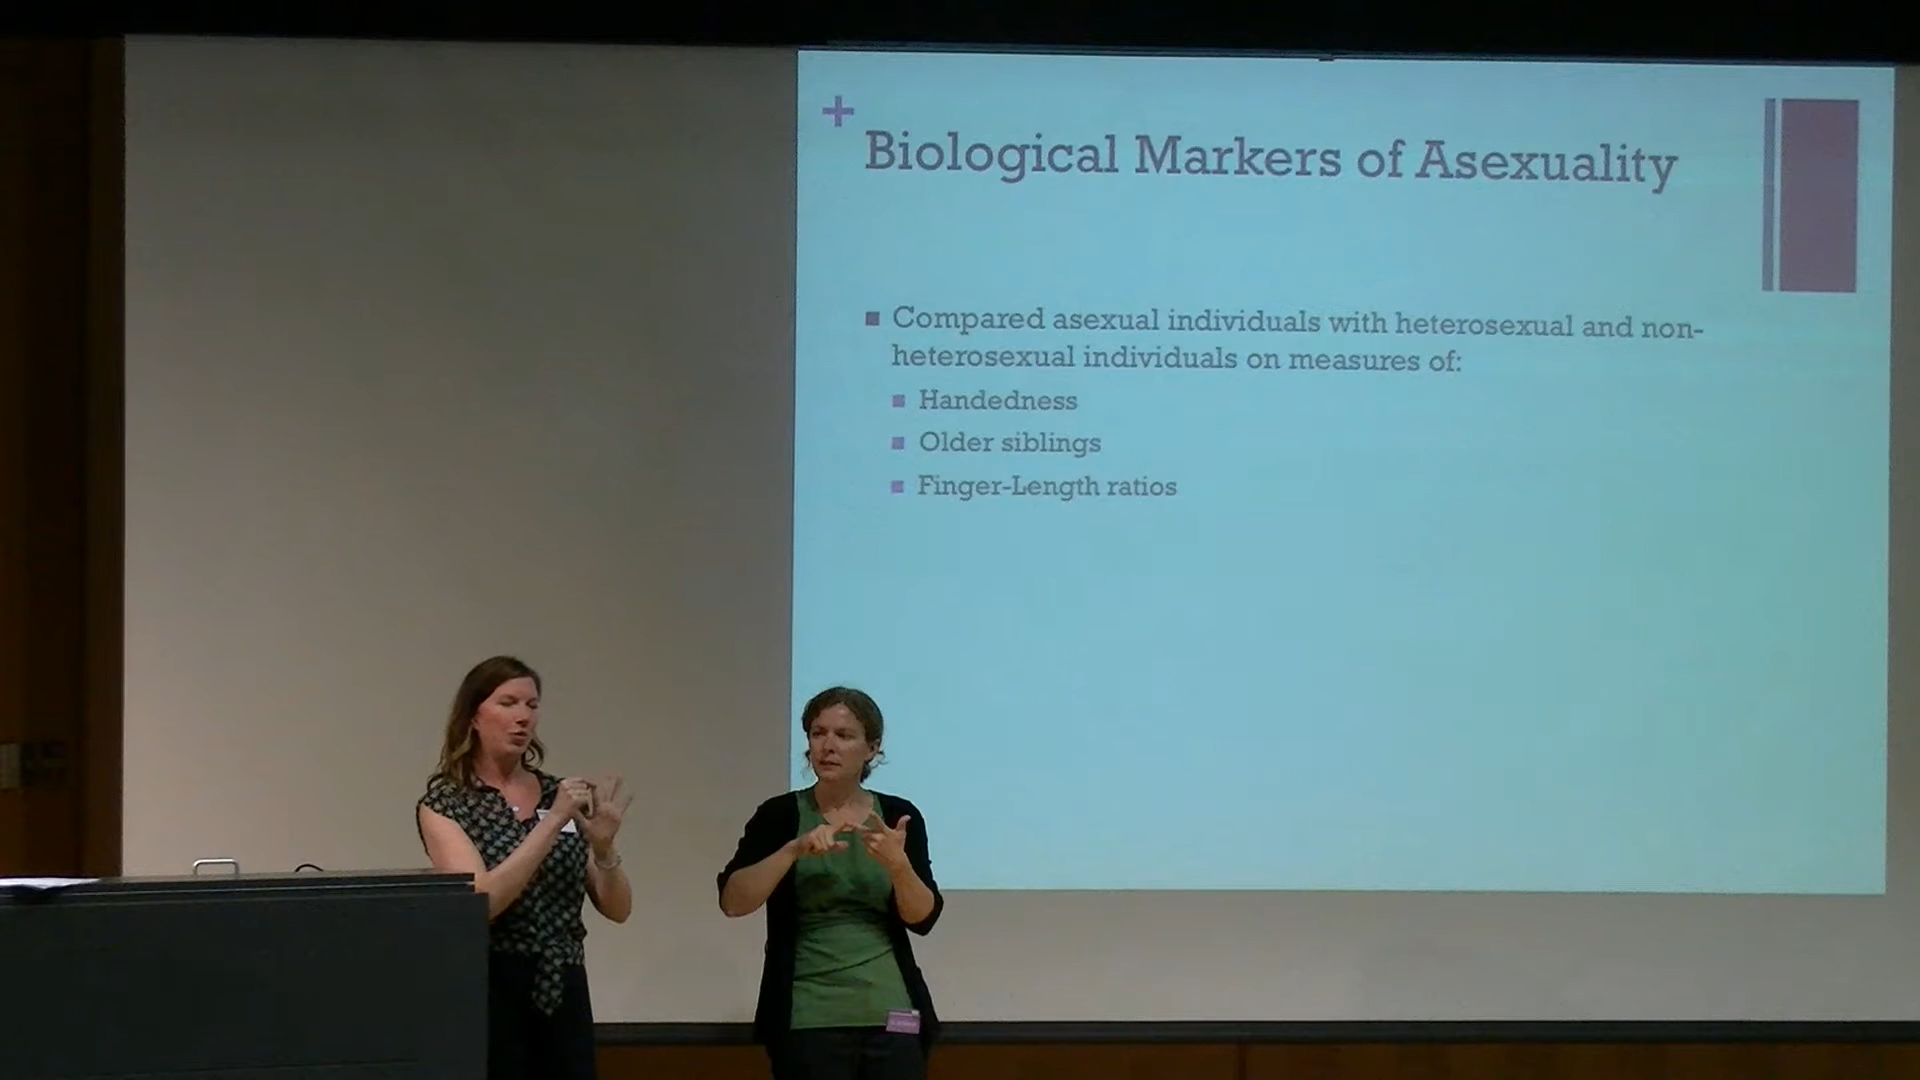 Biological Markers of Asexuality
Compared asexual individuals with heterosexual and non-
heterosexual individuals on measures of:
Handedness
Older siblings
Finger-Length ratios